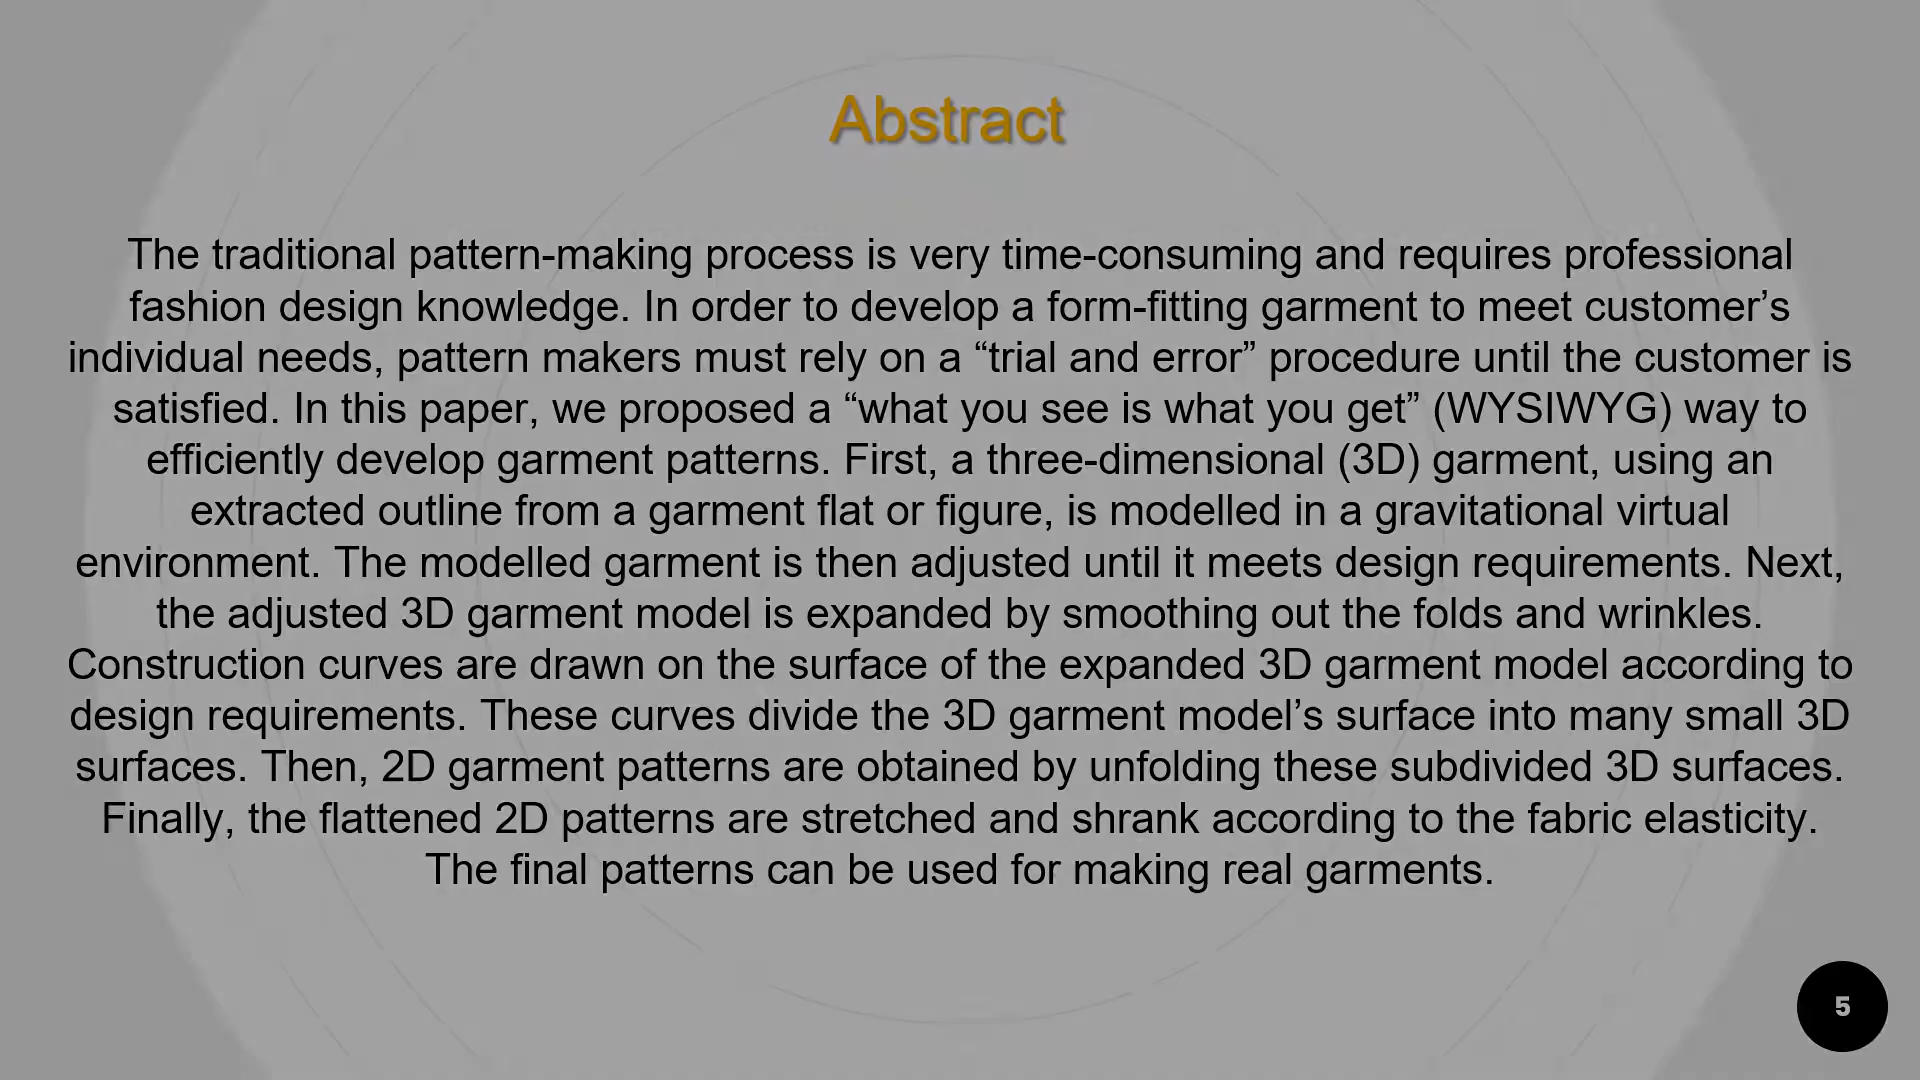 Abstract
The traditional pattern-making process is very time-consuming and requires professional
fashion design knowledge. In order to develop a form-fitting garment to meet customer’s
individual needs, pattern makers must rely on a “trial and error” procedure until the customer is
satisfied. In this paper, we proposed a “what you see is what you get” (WYSIWYG) way to
efficiently develop garment patterns. First, a three-dimensional (3D) garment, using an
extracted outline from a garment flat or figure, is modelled in a gravitational virtual
environment. The modelled garment is then adjusted until it meets design requirements. Next,
the adjusted 3D garment model is expanded by smoothing out the folds and wrinkles.
Construction curves are drawn on the surface of the expanded 3D garment model according to
design requirements. These curves divide the 3D garment model’s surface into many small 3D
surfaces. Then, 2D garment patterns are obtained by unfolding these subdivided 3D surfaces.
Finally, the flattened 2D patterns are stretched and shrank according to the fabric elasticity.
The final patterns can be used for making real garments.
5